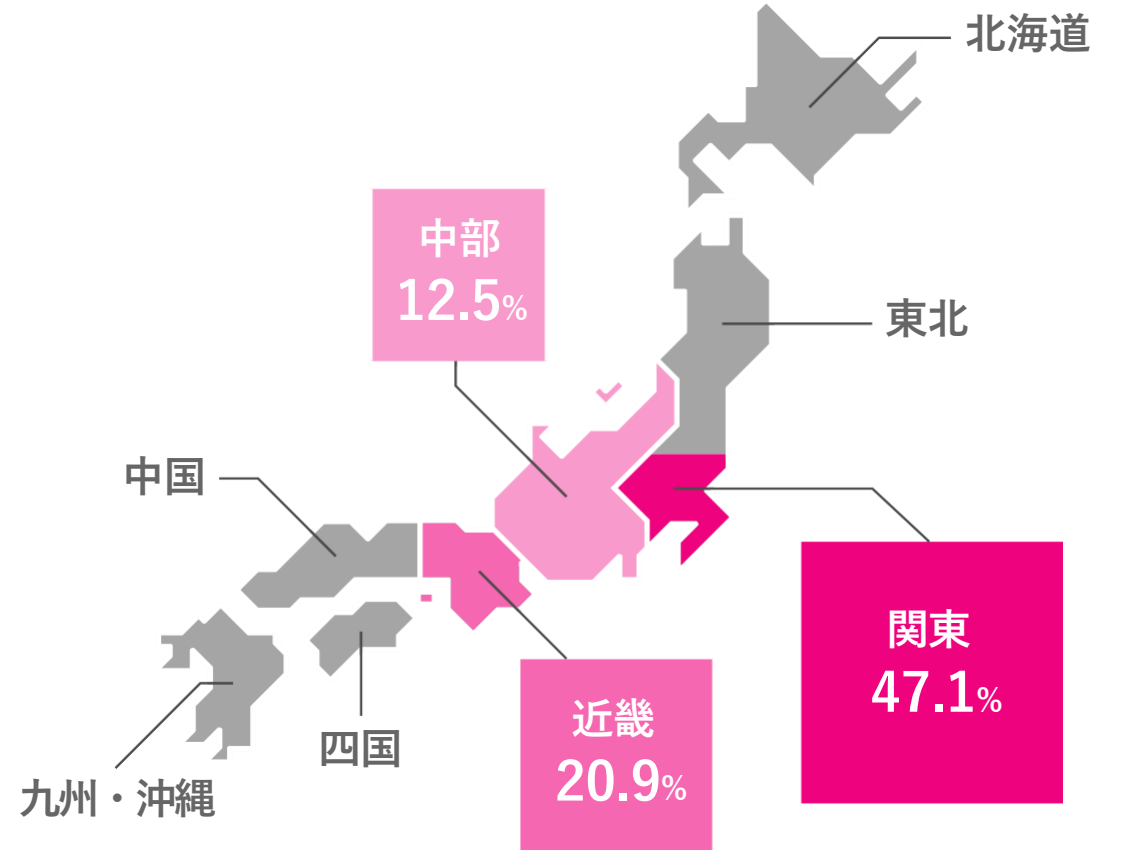 北海道
中部
12.5%
東北
中国
関東
47.1%
近畿
20.9%
四国
九州・沖縄